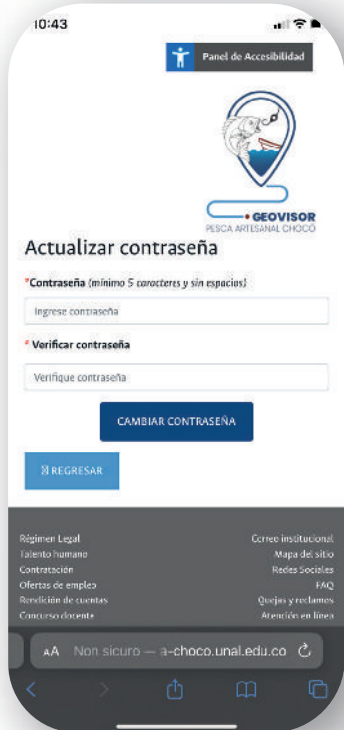 10:43
Panel de Accesibilidad
GEOVISOR
PESCA ARTESANAL CHOCÓ
Actualizar contraseña
*Contraseña (mínimo 5 caracteres y sin espacios)
Ingrese contraseña
* Verificar contraseña
Verifique contraseña
CAMBIAR CONTRASEÑA
REGRESAR
Régimen Legal
Talento humano
Contratación
Ofertas de empleo
Rendición de cuentas
Concurso docente
Correo institucional
Mapa del sitio
Redes Sociales
FAQ
Quejas y reclamos
Atención en línea
AA Non sicuro — a-choco.unal.edu.co